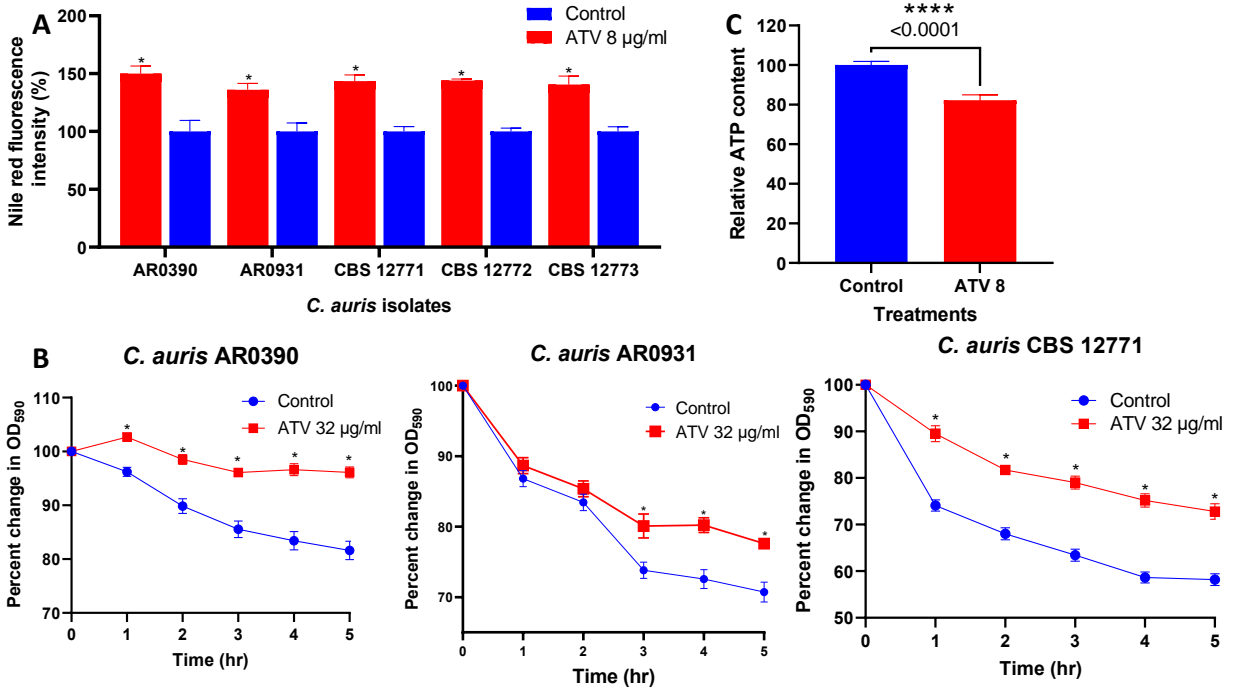 A
Control
ATV 8 µg/ml
Nile red fluorescence
intensity (%)
200
150
100
50
0
* * * * *
AR0390 AR0931 CBS 12771 CBS 12772 CBS 12773
C. auris isolates
C
****
<0.0001
Relative ATP content
120
100
80
60
40
20
0
Control ATV 8
Treatments
B
C. auris AR0390
Control
ATV 32 µg/ml
Percent change in OD590
110
100
90
80
70
* * * * *
0 1 2 3 4 5
Time (hr)
C. auris AR0931
Control
ATV 32 µg/ml
Percent change in OD590
100
90
80
70
* * *
0 1 2 3 4 5
Time (hr)
C. auris CBS 12771
Control
ATV 32 µg/ml
Percent change in OD590
100
90
80
70
60
50
* * * * *
0 1 2 3 4 5
Time (hr)